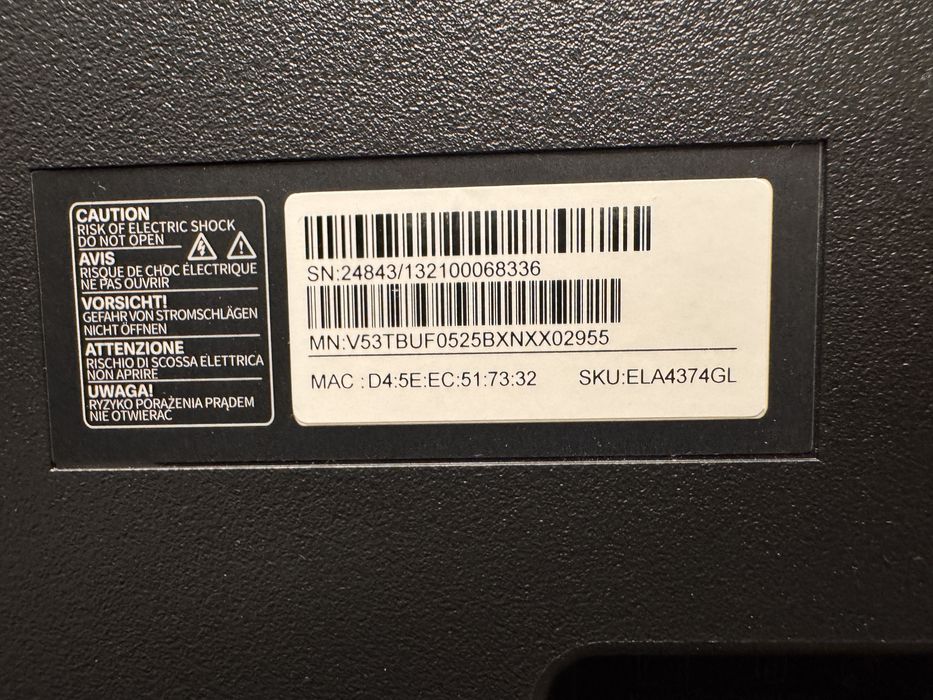 CAUTION
RISK OF ELECTRIC SHOCK
DO NOT OPEN
AVIS
RISQUE DE CHOC ÉLECTRIQUE
NE PAS OUVRIR
VORSICHT!
GEFAHR VON STROMSCHLÄGEN
NICHT ÖFFNEN
ATTENZIONE
RISCHIO DI SCOSSA ELETTRICA
NON APRIRE
UWAGA!
RYZYKO PORAŻENIA PRĄDEM
NIE OTWIERAĆ
SN:24843/132100068336
MN:V53TBUF0525BXNXX02955
MAC : D4:5E:EC:51:73:32 SKU:ELA4374GL